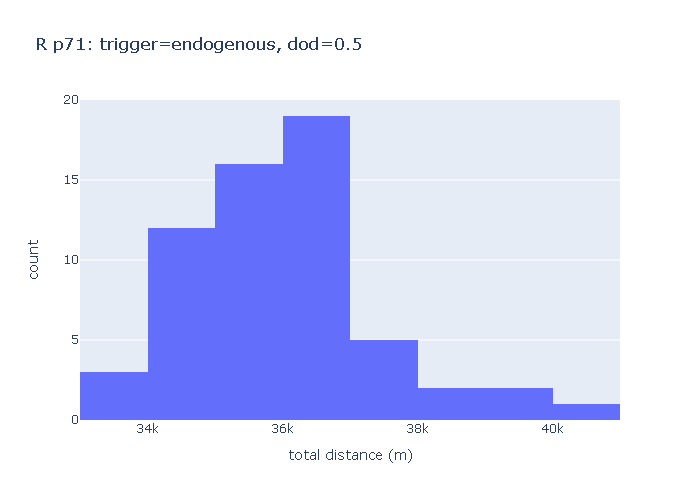 R p71: trigger=endogenous, dod=0.5
20
15
10
5
0
count
34k
36k
38k
40k
total distance (m)